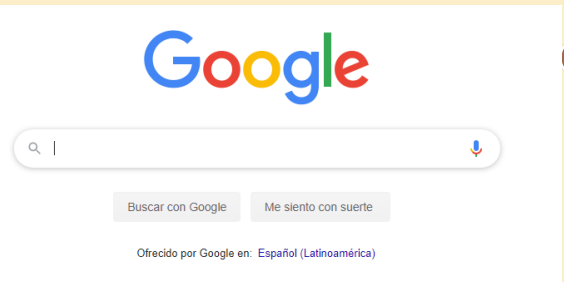 Google
Buscar con Google
Me siento con suerte
Ofrecido por Google en: Español (Latinoamérica)